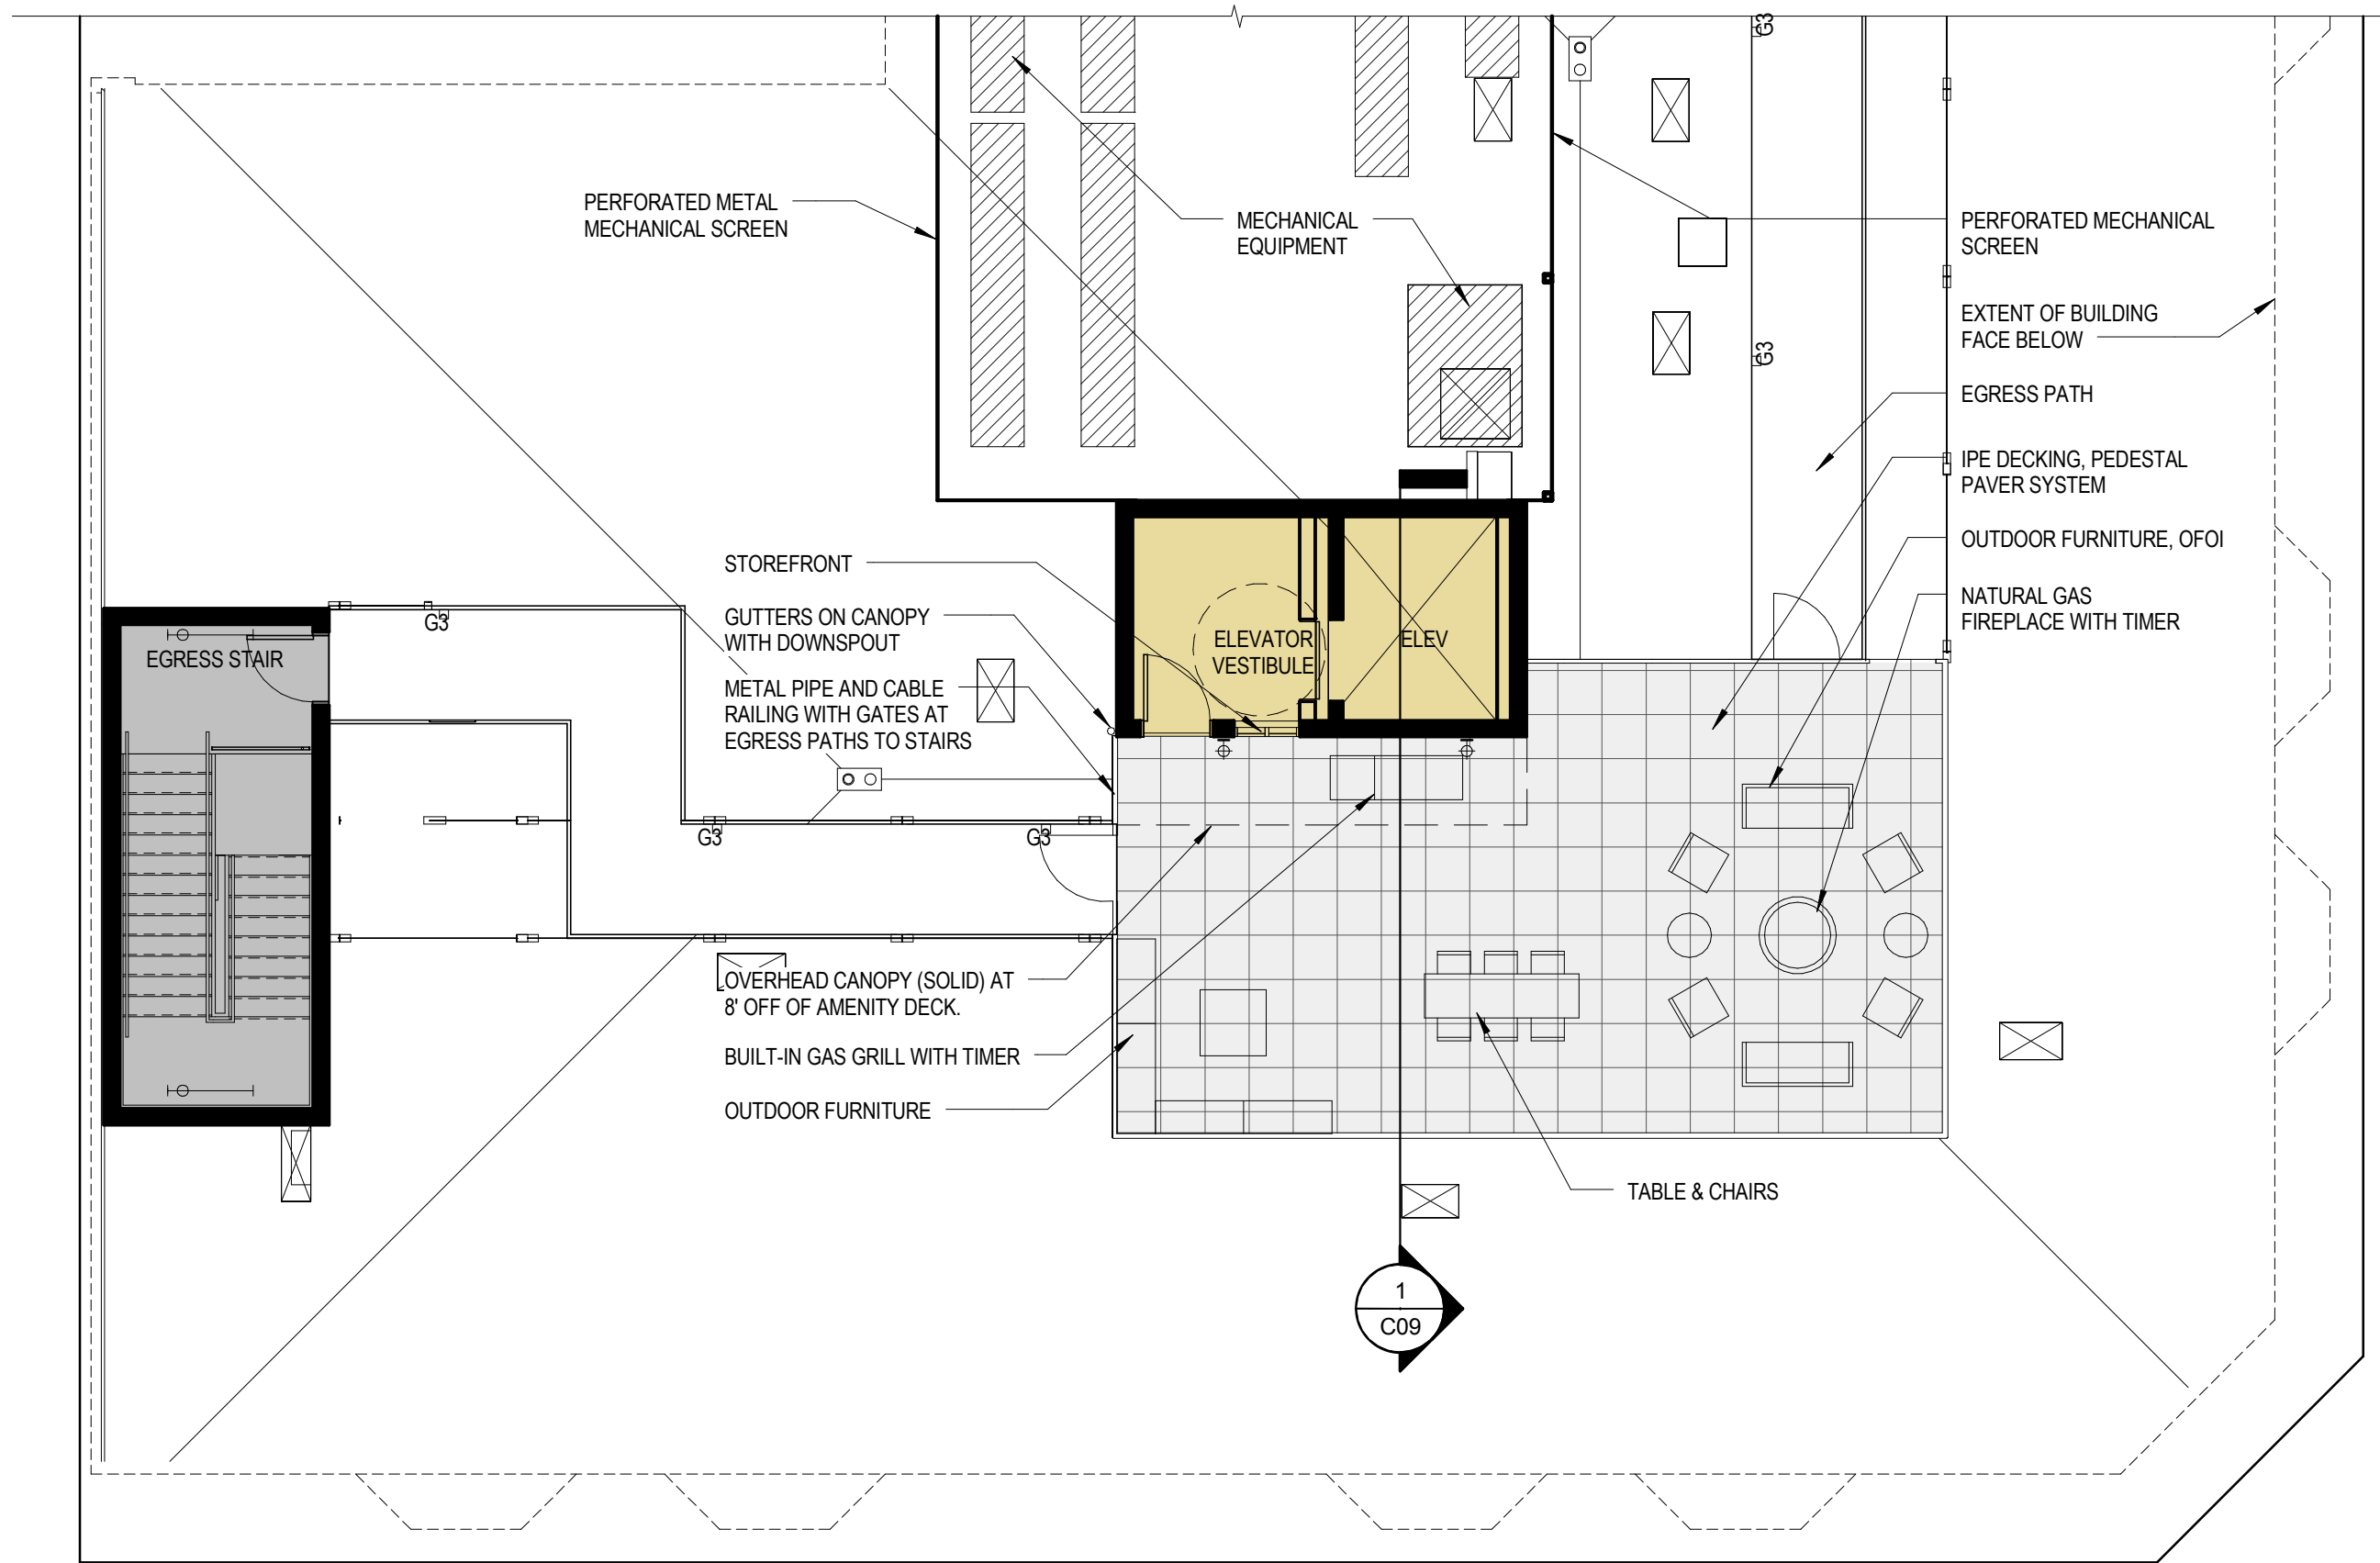 G3
PERFORATED METAL
MECHANICAL SCREEN
MECHANICAL
EQUIPMENT
PERFORATED MECHANICAL
SCREEN
EXTENT OF BUILDING
FACE BELOW
G3
EGRESS PATH
IPE DECKING, PEDESTAL
PAVER SYSTEM
OUTDOOR FURNITURE, OFOI
NATURAL GAS
FIREPLACE WITH TIMER
STOREFRONT
GUTTERS ON CANOPY
WITH DOWNSPOUT
METAL PIPE AND CABLE
RAILING WITH GATES AT
EGRESS PATHS TO STAIRS
G3
EGRESS STAIR
ELEVATOR
VESTIBULE
ELEV
G3
G3
OVERHEAD CANOPY (SOLID) AT
8' OFF OF AMENITY DECK.
BUILT-IN GAS GRILL WITH TIMER
OUTDOOR FURNITURE
TABLE & CHAIRS
1
C09